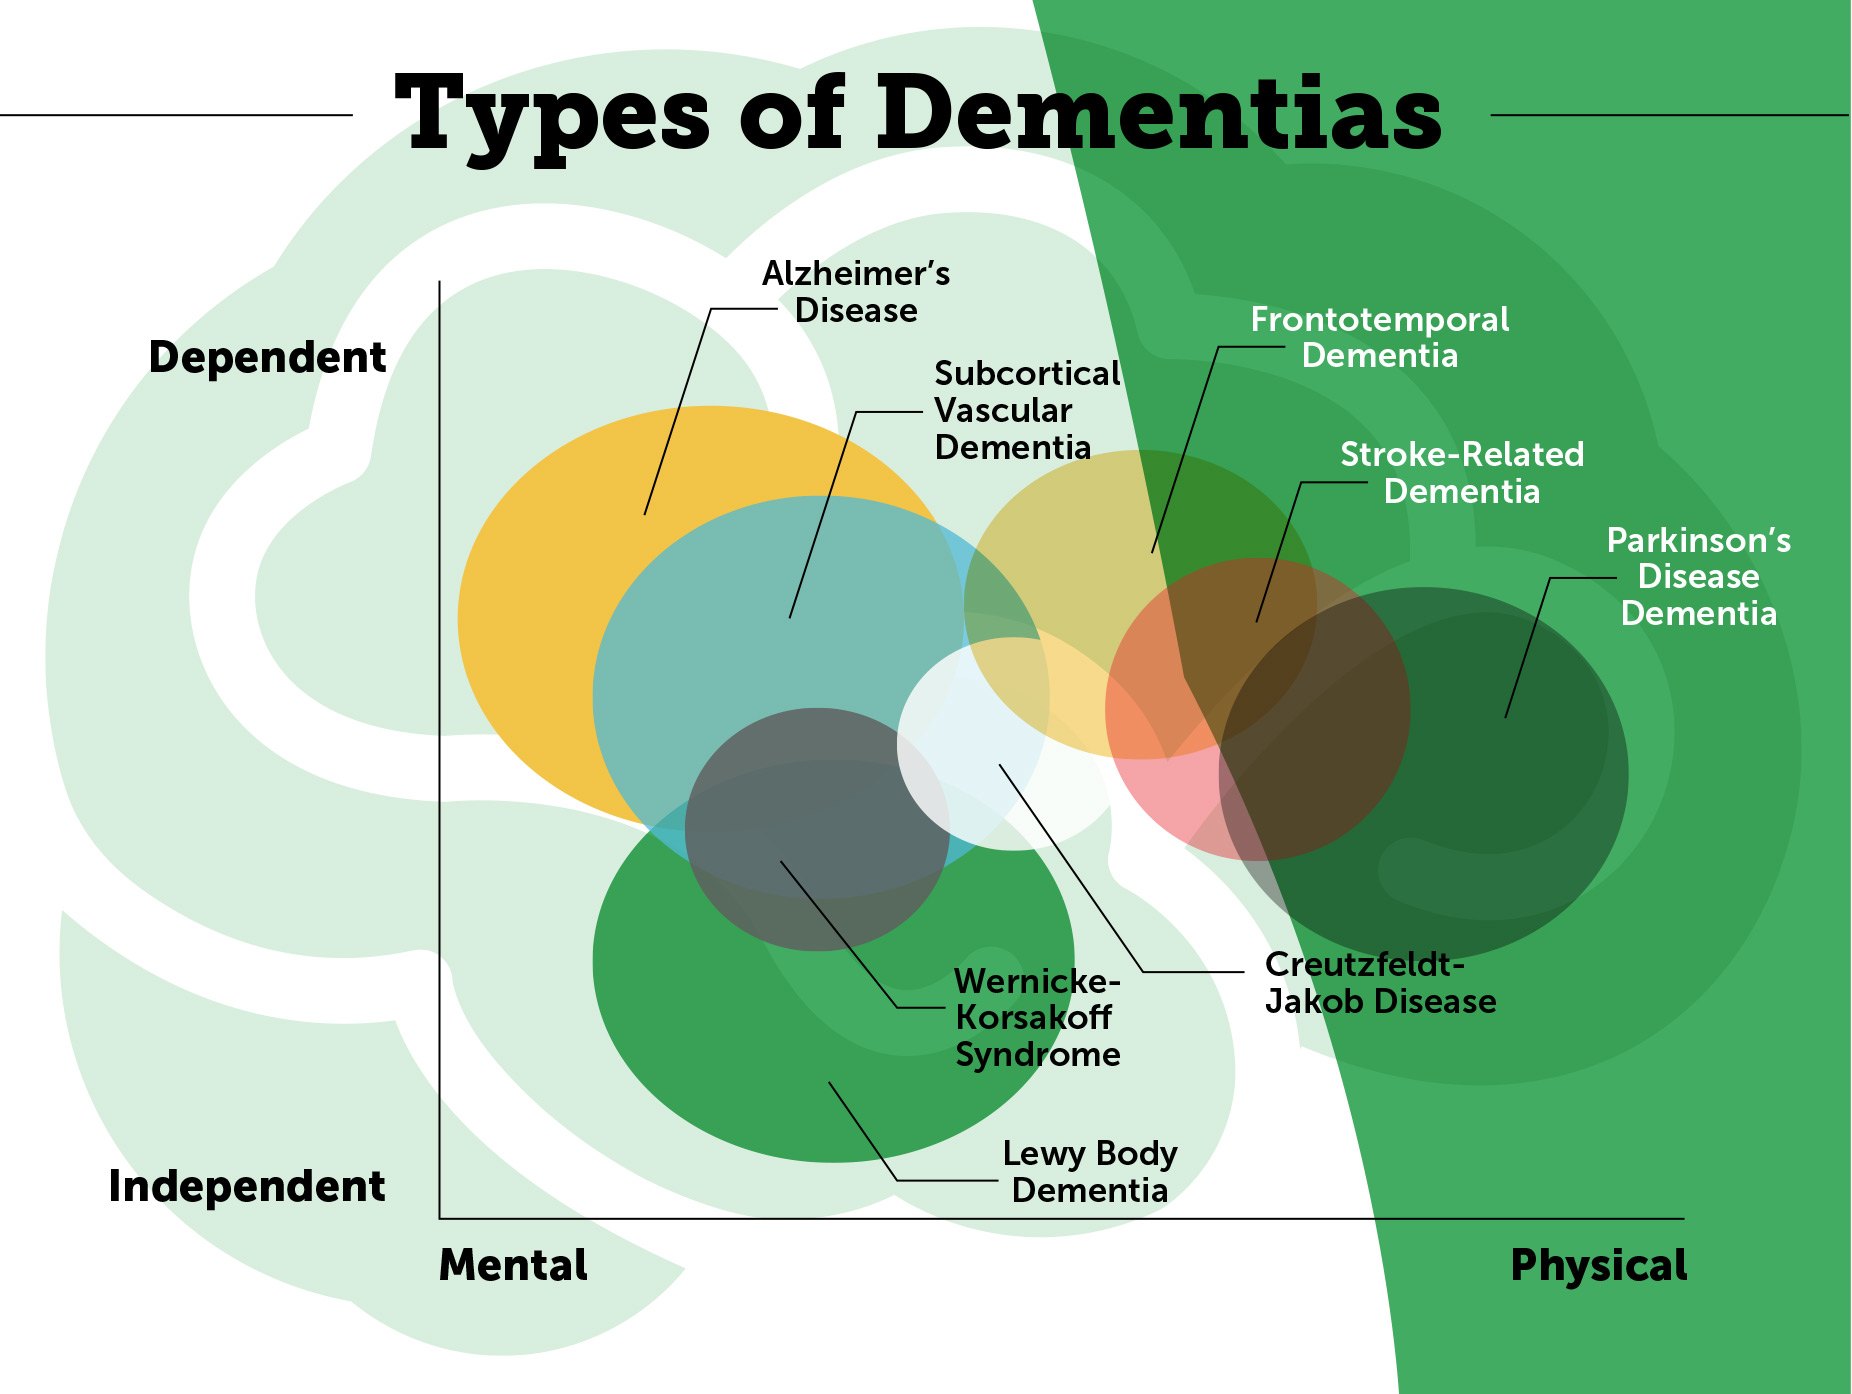 Types of Dementias
Alzheimer’s
Disease
Frontotemporal
Dementia
Dependent
Subcortical
Vascular
Dementia
Stroke-Related
Dementia
Parkinson’s
Disease
Dementia
Creutzfeldt-
Jakob Disease
Wernicke-
Korsakoff
Syndrome
Lewy Body
Dementia
Independent
Mental
Physical